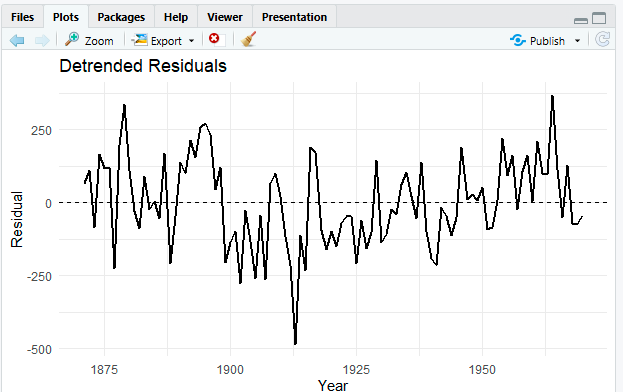 Files Plots Packages Help Viewer Presentation
Zoom Export Publish
Detrended Residuals
250
0
-250
-500
Residual
1875 1900 1925 1950
Year